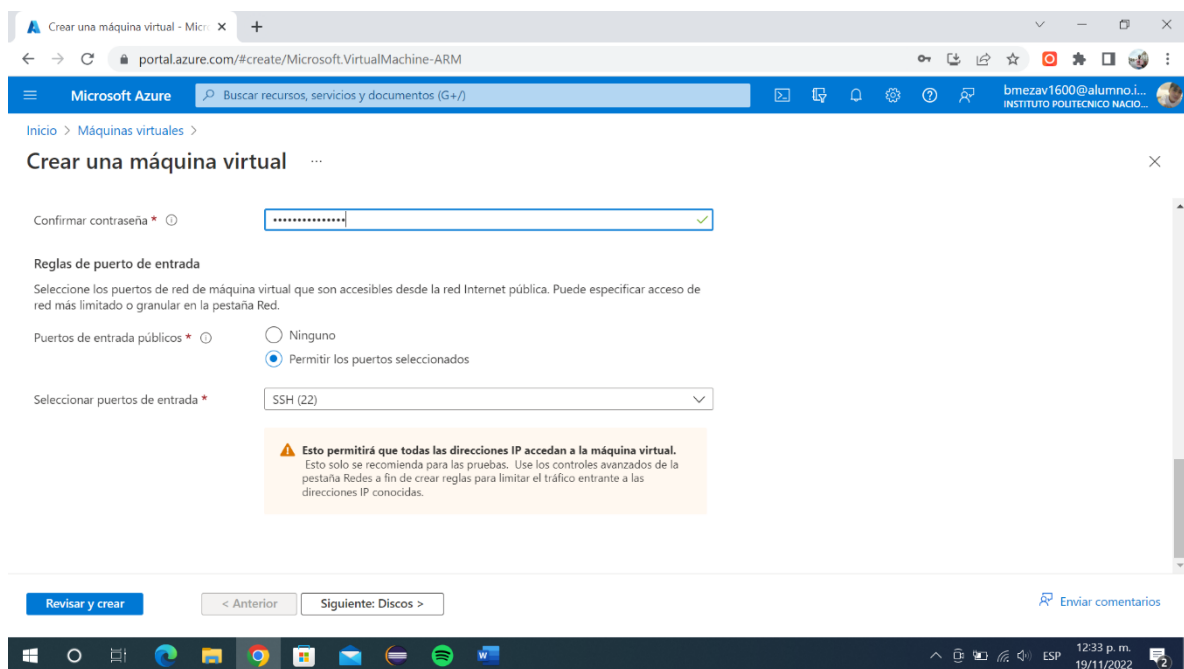 Crear una máquina virtual - Micro
portal.azure.com/#create/Microsoft.VirtualMachine-ARM
Microsoft Azure
Buscar recursos, servicios y documentos (G+/)
bmezav1600@alumno.i...
INSTITUTO POLITECNICO NACIO...
Inicio > Máquinas virtuales >
Crear una máquina virtual ...
Confirmar contraseña *
Reglas de puerto de entrada
Seleccione los puertos de red de máquina virtual que son accesibles desde la red Internet pública. Puede especificar acceso de
red más limitado o granular en la pestaña Red.
Puertos de entrada públicos *
Ninguno
Permitir los puertos seleccionados
Seleccionar puertos de entrada *
SSH (22)
Esto permitirá que todas las direcciones IP accedan a la máquina virtual.
Esto solo se recomienda para las pruebas. Use los controles avanzados de la
pestaña Redes a fin de crear reglas para limitar el tráfico entrante a las
direcciones IP conocidas.
Revisar y crear
< Anterior
Siguiente: Discos >
Enviar comentarios
ESP
12:33 p. m.
19/11/2022
2